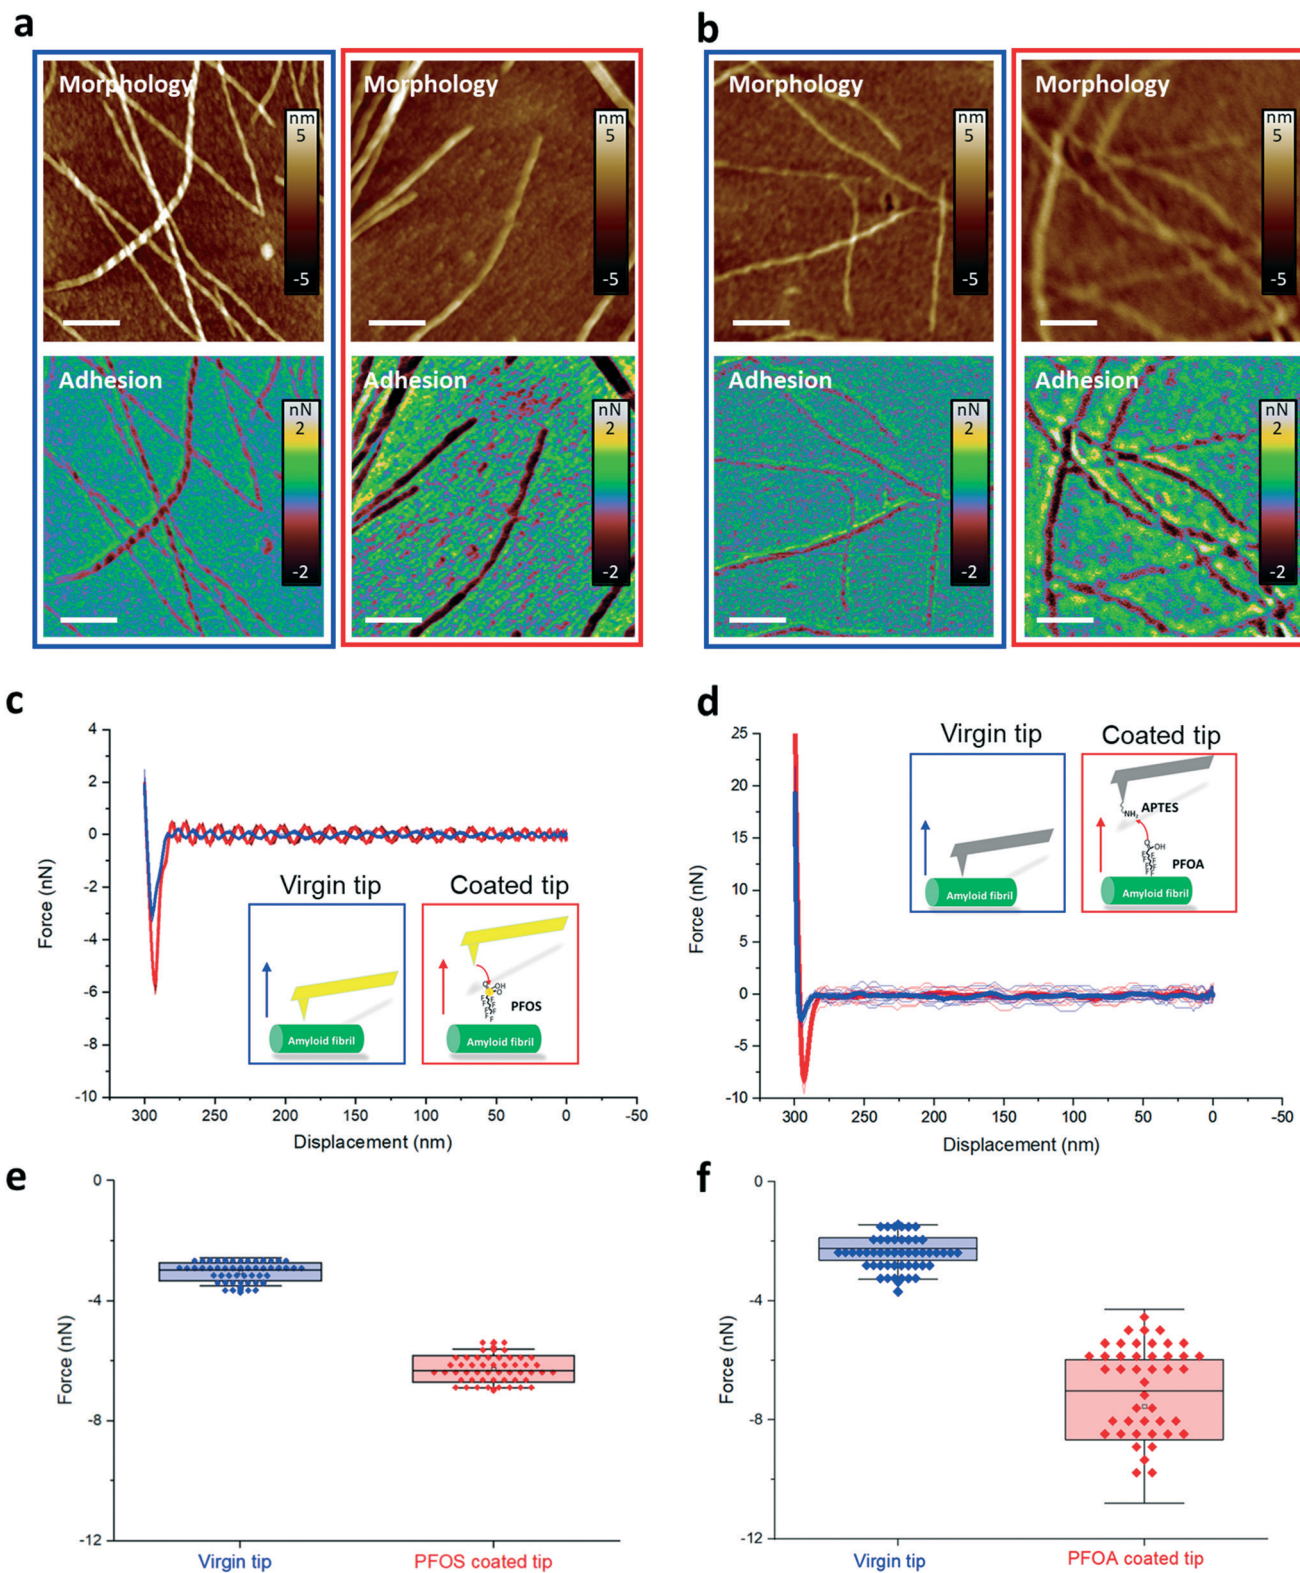 a
b
Morphology
nm
5
-5
Morphology
nm
5
-5
Morphology
nm
5
-5
Morphology
nm
5
-5
Adhesion
nN
2
-2
Adhesion
nN
2
-2
Adhesion
nN
2
-2
Adhesion
nN
2
-2
c
4
2
0
-2
-4
-6
-8
-10
Force (nN)
300 250 200 150 100 50 0 -50
Displacement (nm)
Virgin tip
Coated tip
Amyloid fibril
O
OH
O
F F
F F
F F
F
PFOS
Amyloid fibril
d
25
20
15
10
5
0
-5
-10
Force (nN)
300 250 200 150 100 50 0 -50
Displacement (nm)
Virgin tip
Coated tip
Amyloid fibril
APTES
NH2
O
OH
PFOA
Amyloid fibril
e
0
-4
-8
-12
Force (nN)
Virgin tip
PFOS coated tip
f
0
-4
-8
-12
Force (nN)
Virgin tip
PFOA coated tip